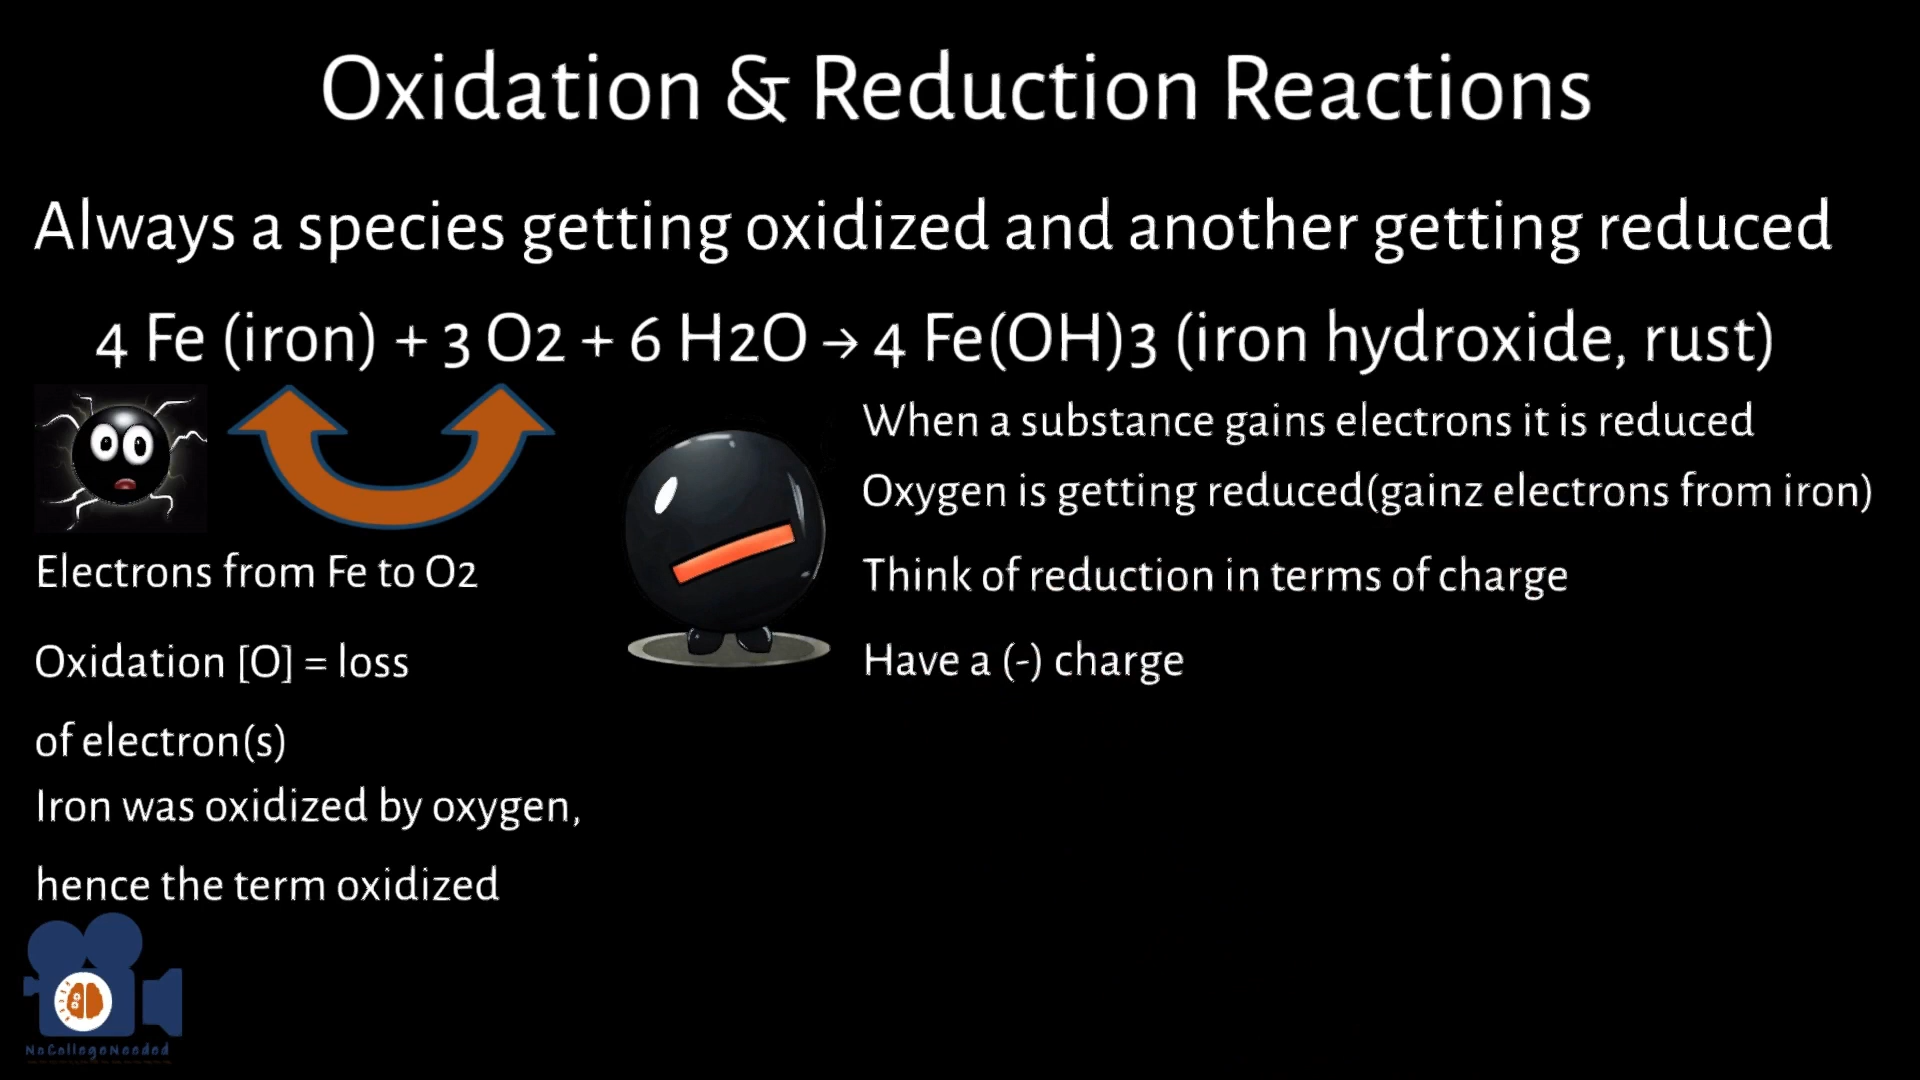 Oxidation & Reduction Reactions
Always a species getting oxidized and another getting reduced
4 Fe (iron) + 3 O2 + 6 H2O → 4 Fe(OH)3 (iron hydroxide, rust)
Electrons from Fe to O2
Oxidation [O] = loss
of electron(s)
Iron was oxidized by oxygen,
hence the term oxidized
When a substance gains electrons it is reduced
Oxygen is getting reduced(gainz electrons from iron)
Think of reduction in terms of charge
Have a (-) charge
NoCollegeNeeded